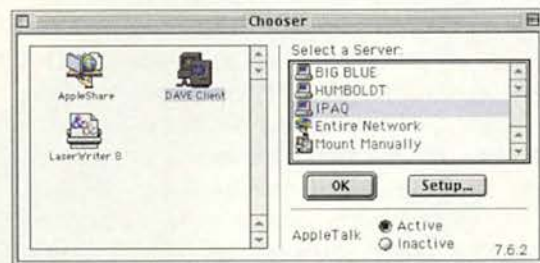 Chooser
AppleShare
DAVE Client
LaserWriter 8
Select a Server:
BIG BLUE
HUMBOLDT
IPAQ
Entire Network
Mount Manually
OK
Setup...
AppleTalk
Active
Inactive
7.6.2